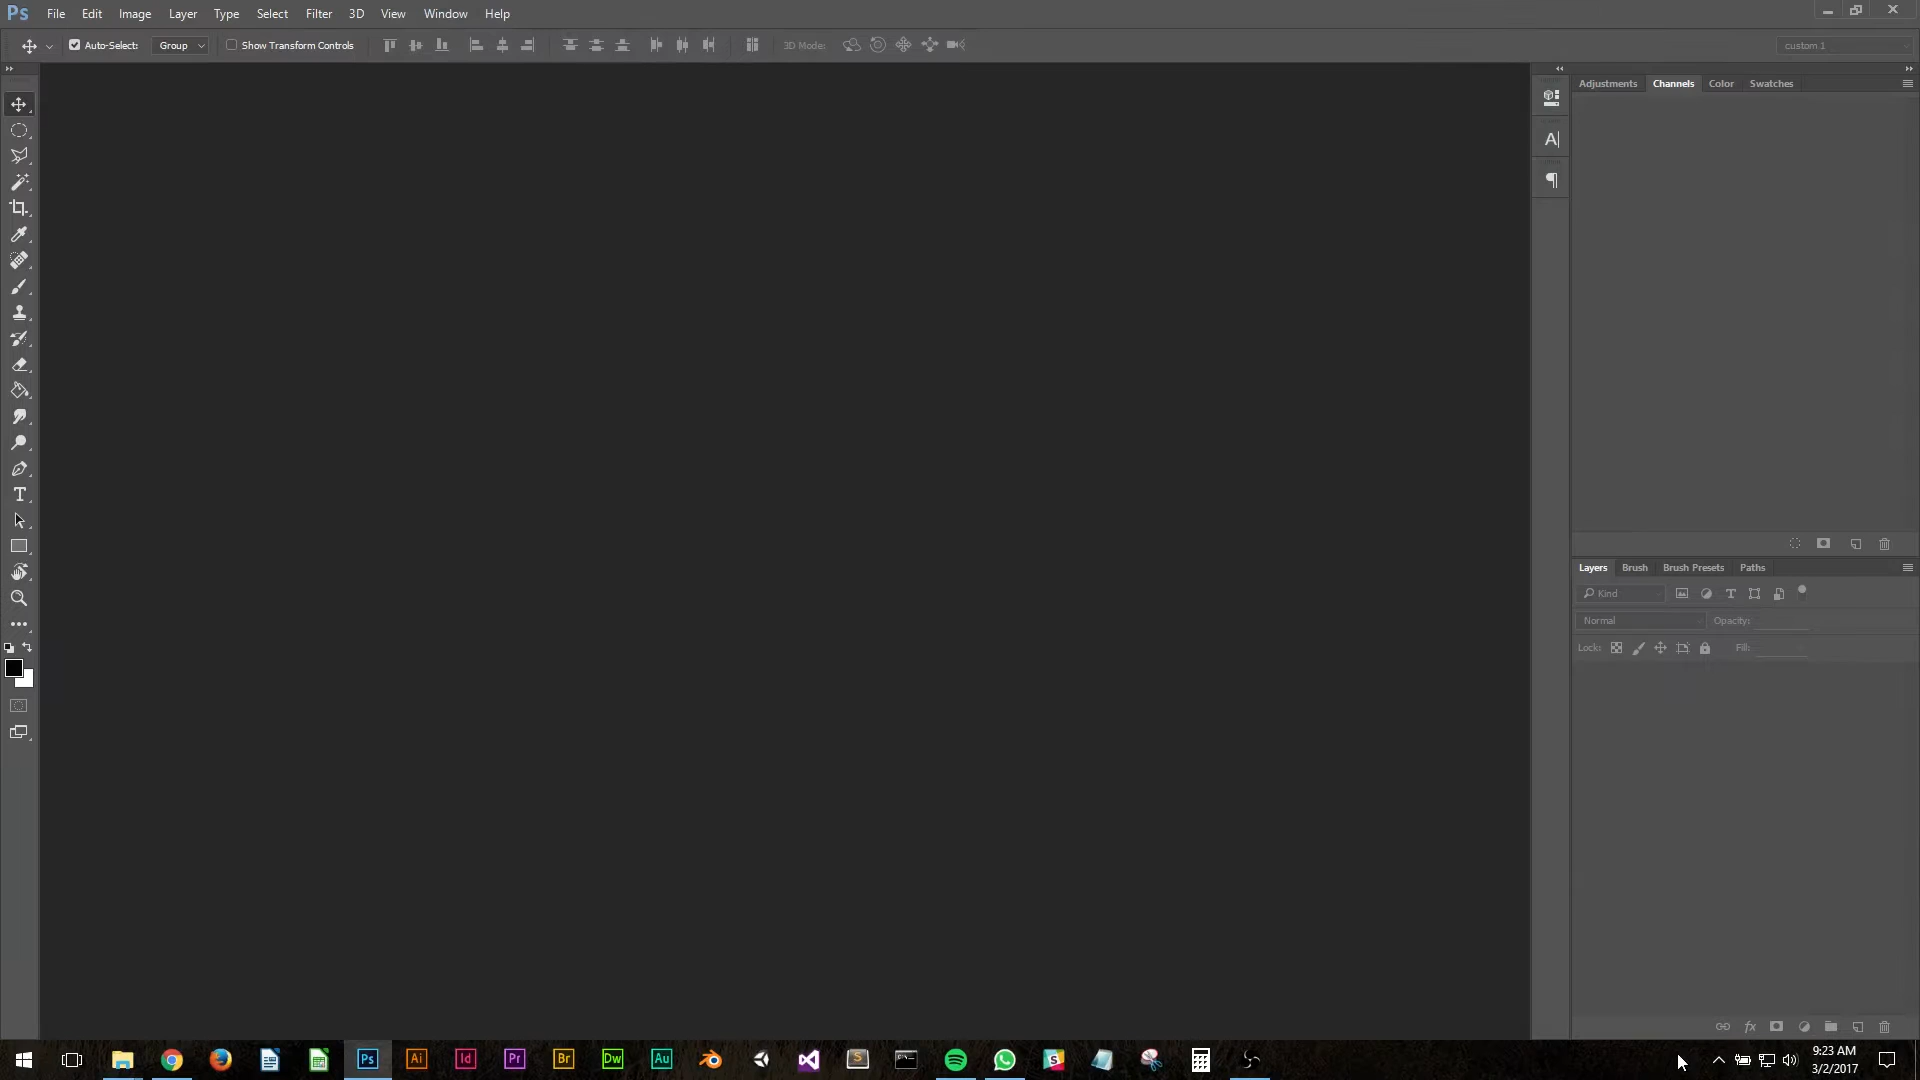 Ps File Edit Image Layer Type Select Filter 3D View Window Help
Auto-Select: Group Show Transform Controls 3D Mode: custom 1
Adjustments Channels Color Swatches
A
¶
T
Layers Brush Brush Presets Paths
Kind T
Normal Opacity:
Lock: Fill:
fx
Ps Ai Id Pr Br Dw Au S S
9:23 AM
3/2/2017